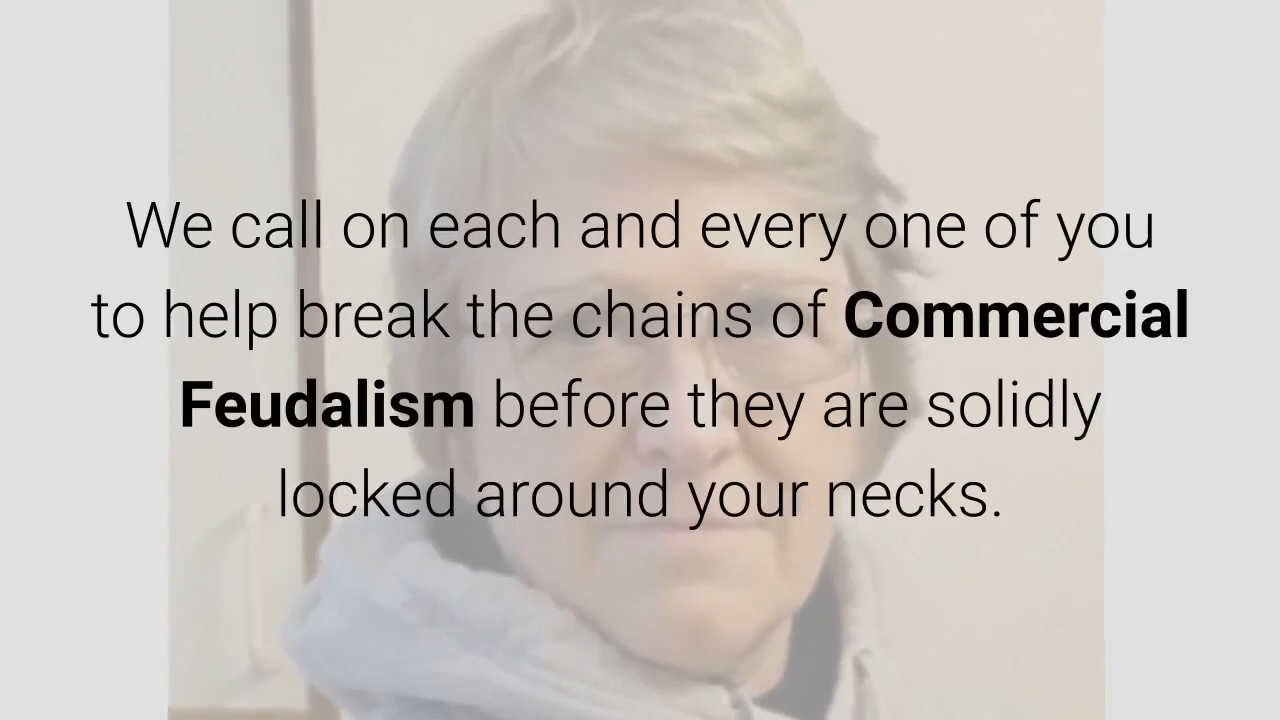 We call on each and every one of you
to help break the chains of Commercial
Feudalism before they are solidly
locked around your necks.